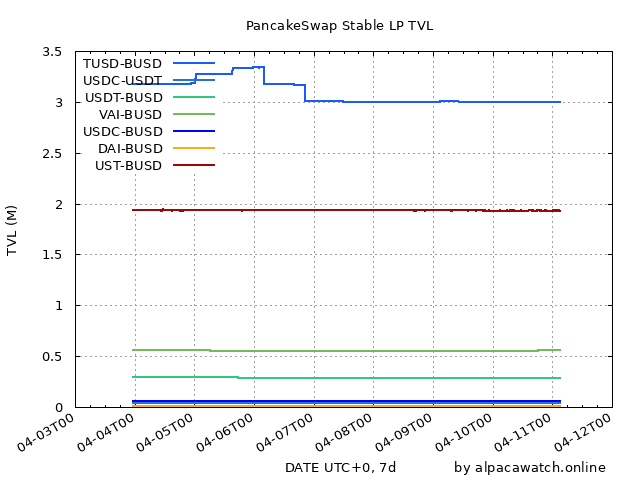 PancakeSwap Stable LP TVL
3.5
3
2.5
2
1.5
1
0.5
0
TVL (M)
TUSD-BUSD
USDC-USDT
USDT-BUSD
VAI-BUSD
USDC-BUSD
DAI-BUSD
UST-BUSD
04-03T00
04-04T00
04-05T00
04-06T00
04-07T00
04-08T00
04-09T00
04-10T00
04-11T00
04-12T00
DATE UTC+0, 7d
by alpacawatch.online